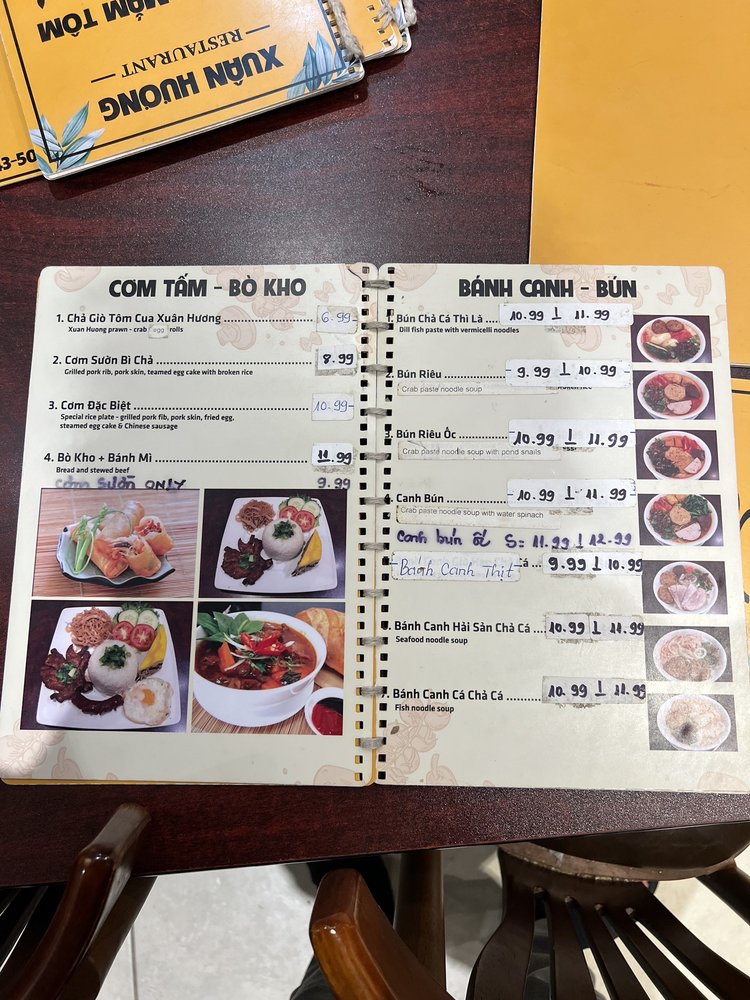 MẮM TÔM
RESTAURANT
XUÂN HƯƠNG
43-50
CƠM TẤM - BÒ KHO
1. Chả Giò Tôm Cua Xuân Hương ........ 6.99
Xuan Huong prawn - crab egg rolls
2. Cơm Sườn Bì Chả ........ 8.99
Grilled pork rib, pork skin, teamed egg cake with broken rice
3. Cơm Đặc Biệt ........ 10.99
Special rice plate - grilled pork fib, pork skin, fried egg,
steamed egg cake & Chinese sausage
4. Bò Kho + Bánh Mì ........ 11.99
Bread and stewed beef
Cơm Sườn ONLY 9.99
BÁNH CANH - BÚN
Bún Chả Cá Thì Là ........ 10.99 | 11.99
Dill fish paste with vermicelli noodles
2. Bún Riêu ........ 9.99 | 10.99
Crab paste noodle soup
3. Bún Riêu Ốc ........ 10.99 | 11.99
Crab paste noodle soup with pond snails
Canh Bún ........ 10.99 | 11.99
Crab paste noodle soup with water spinach
Canh bún ốc S= 11.99 | 12.99
Bánh Canh Thịt 9.99 | 10.99
Bánh Canh Hải Sản Chả Cá .... 10.99 | 11.99
Seafood noodle soup
7. Bánh Canh Cá Chả Cá .......... 10.99 | 11.99
Fish noodle soup